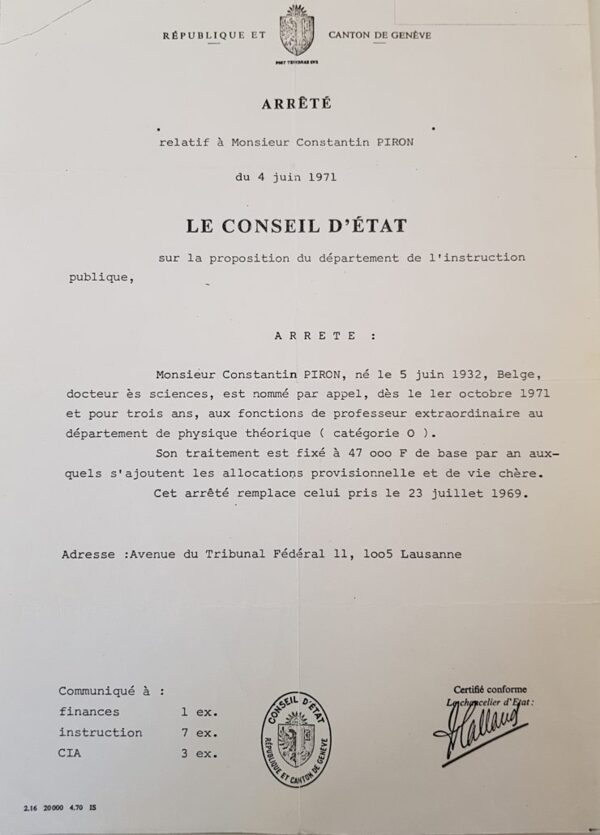 RÉPUBLIQUE ET CANTON DE GENÈVE
POST TENEBRAS LUX
ARRÊTÉ
relatif à Monsieur Constantin PIRON
du 4 juin 1971
LE CONSEIL D'ÉTAT
sur la proposition du département de l'instruction
publique,
A R R E T E :
Monsieur Constantin PIRON, né le 5 juin 1932, Belge,
docteur ès sciences, est nommé par appel, dès le 1er octobre 1971
et pour trois ans, aux fonctions de professeur extraordinaire au
département de physique théorique ( catégorie O ).
Son traitement est fixé à 47 ooo F de base par an aux-
quels s'ajoutent les allocations provisionnelle et de vie chère.
Cet arrêté remplace celui pris le 23 juillet 1969.
Adresse :Avenue du Tribunal Fédéral 11, 1oo5 Lausanne
Communiqué à :
finances 1 ex.
instruction 7 ex.
CIA 3 ex.
CONSEIL D'ÉTAT
RÉPUBLIQUE ET CANTON DE GENÈVE
Certifié conforme
Le chancelier d'Etat :
2.16 20000 4.70 IS